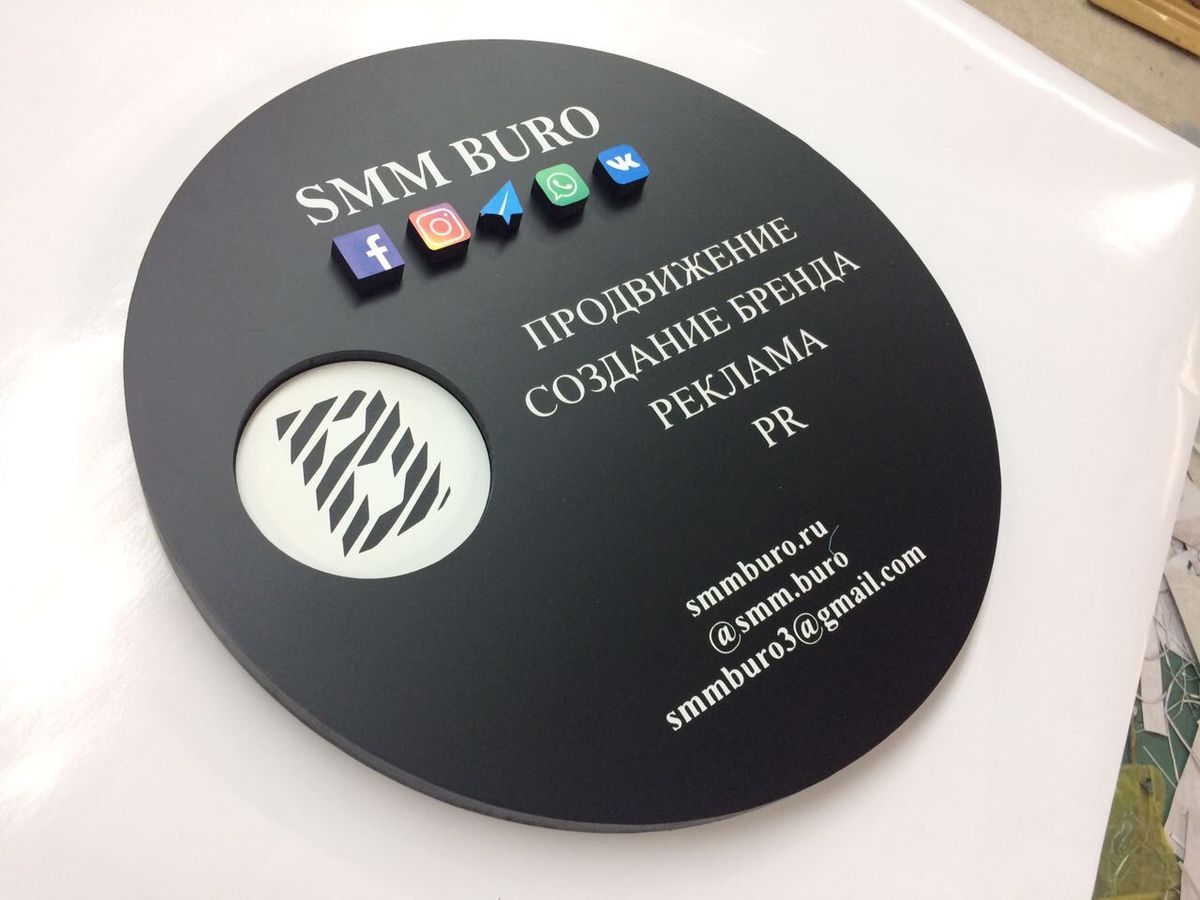 SMM BURO
ПРОДВИЖЕНИЕ
СОЗДАНИЕ БРЕНДА
РЕКЛАМА
PR
smmburo.ru
@smm.buro
smmburo3@gmail.com